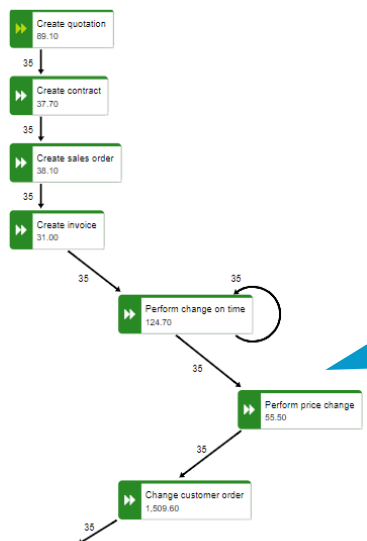 Create quotation
89.10
35
Create contract
37.70
35
Create sales order
38.10
35
Create invoice
31.00
35
35
Perform change on time
124.70
35
Perform price change
55.50
35
Change customer order
1,509.60
35